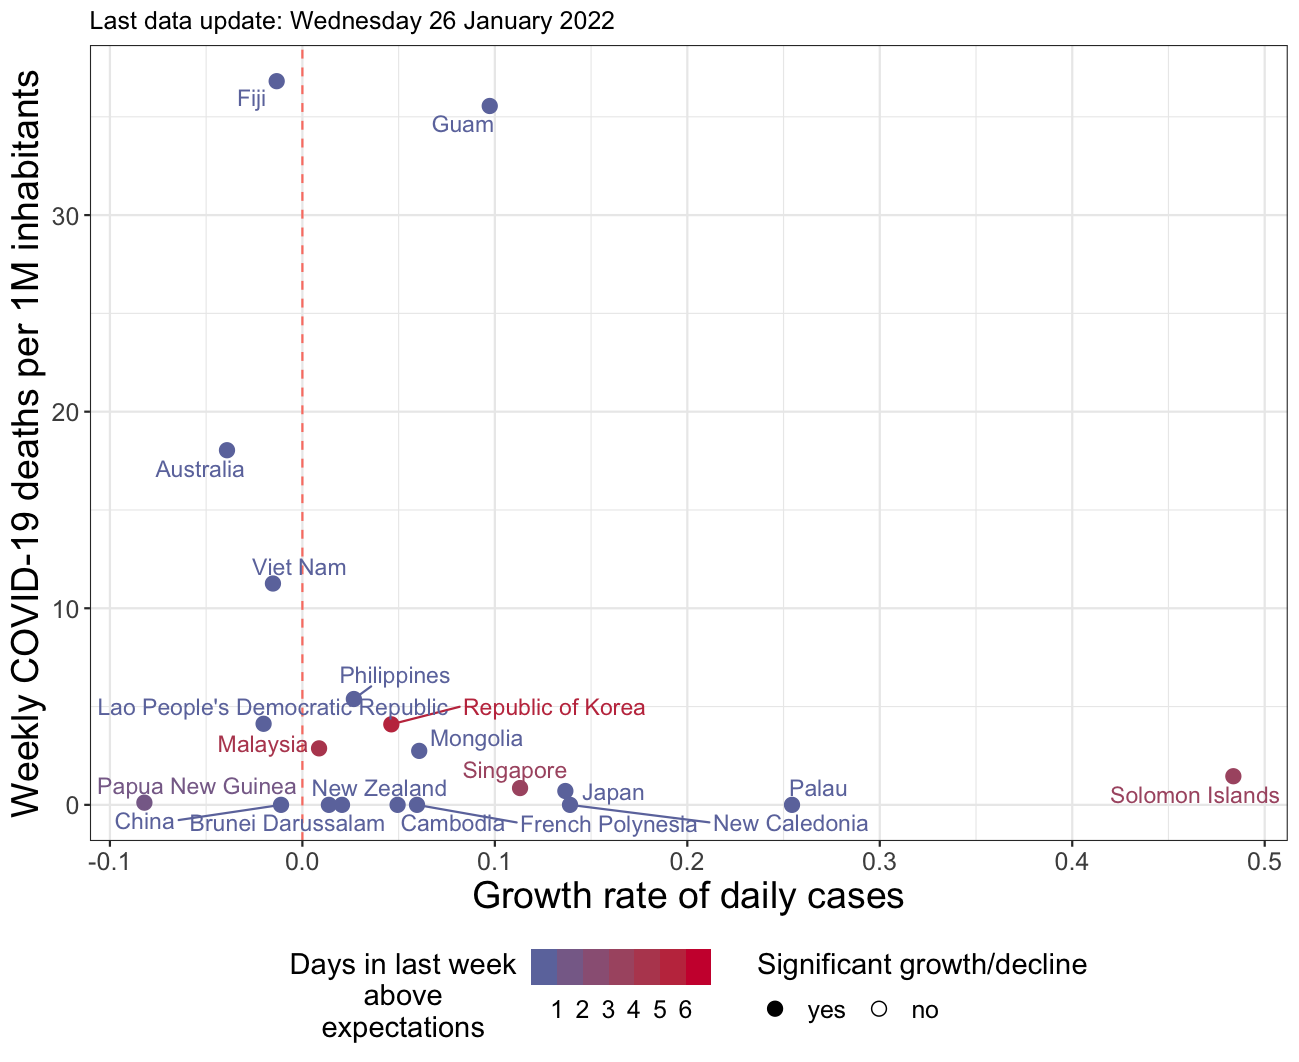 Last data update: Wednesday 26 January 2022
Weekly COVID-19 deaths per 1M inhabitants
30
20
10
0
Fiji
Guam
Australia
Viet Nam
Philippines
Lao People's Democratic Republic
Republic of Korea
Malaysia
Mongolia
Singapore
Papua New Guinea
New Zealand
Japan
Palau
Solomon Islands
China
Brunei Darussalam
Cambodia
French Polynesia
New Caledonia
-0.1 0.0 0.1 0.2 0.3 0.4 0.5
Growth rate of daily cases
Days in last week
above
expectations
1 2 3 4 5 6
Significant growth/decline
yes no